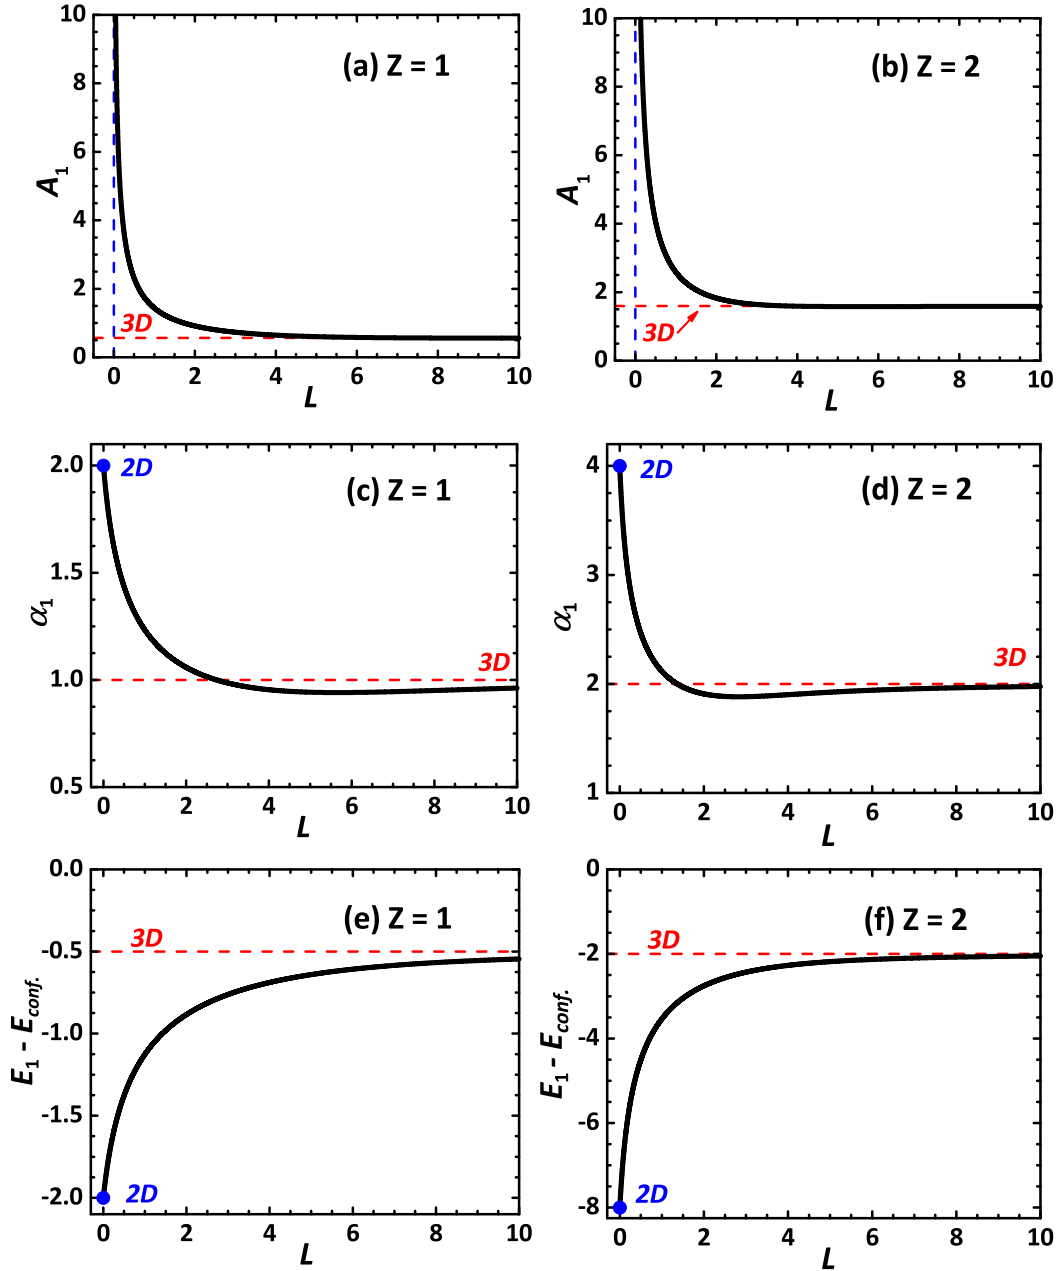 10
8
6
4
2
0
A₁
(a) Z = 1
3D
0 2 4 6 8 10
L
10
8
6
4
2
0
A₁
(b) Z = 2
3D
0 2 4 6 8 10
L
2.0
1.5
1.0
0.5
α₁
2D
(c) Z = 1
3D
0 2 4 6 8 10
L
4
3
2
1
α₁
2D
(d) Z = 2
3D
0 2 4 6 8 10
L
0.0
-0.5
-1.0
-1.5
-2.0
E₁ - E_conf.
(e) Z = 1
3D
2D
0 2 4 6 8 10
L
0
-2
-4
-6
-8
E₁ - E_conf.
(f) Z = 2
3D
2D
0 2 4 6 8 10
L